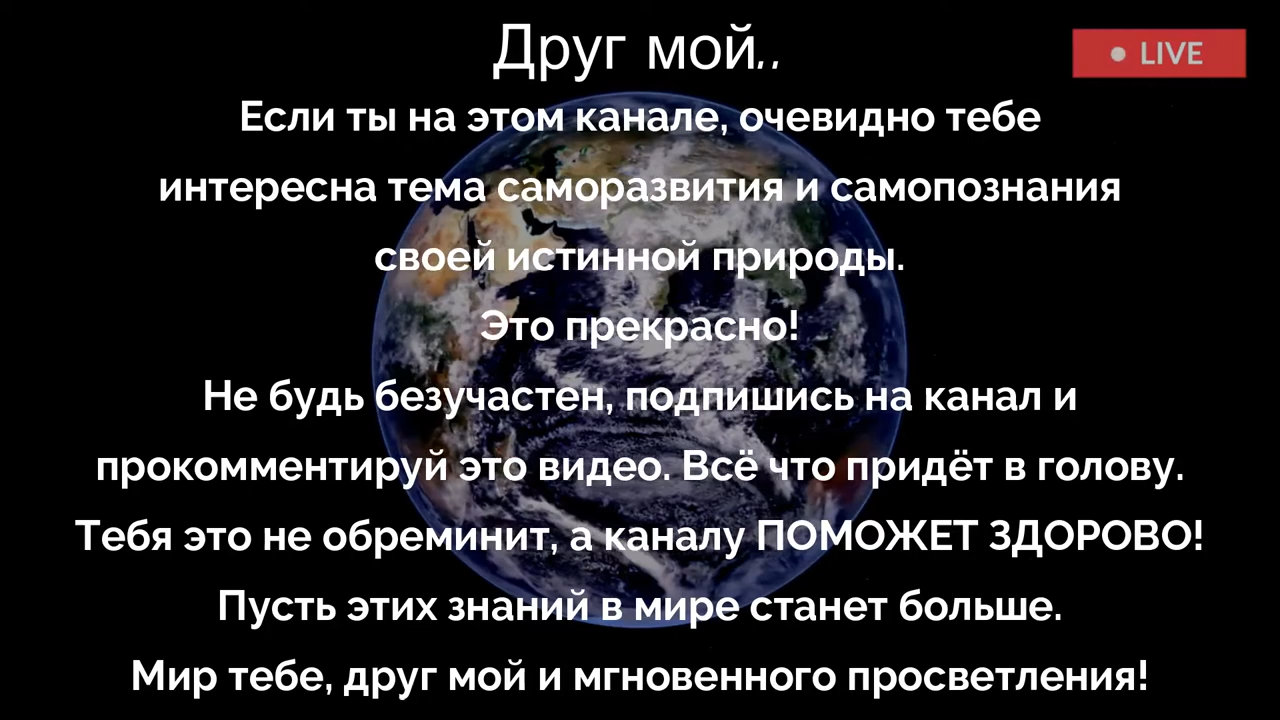 Друг мой..
LIVE
Если ты на этом канале, очевидно тебе
интересна тема саморазвития и самопознания
своей истинной природы.
Это прекрасно!
Не будь безучастен, подпишись на канал и
прокомментируй это видео. Всё что придёт в голову.
Тебя это не обреминит, а каналу ПОМОЖЕТ ЗДОРОВО!
Пусть этих знаний в мире станет больше.
Мир тебе, друг мой и мгновенного просветления!